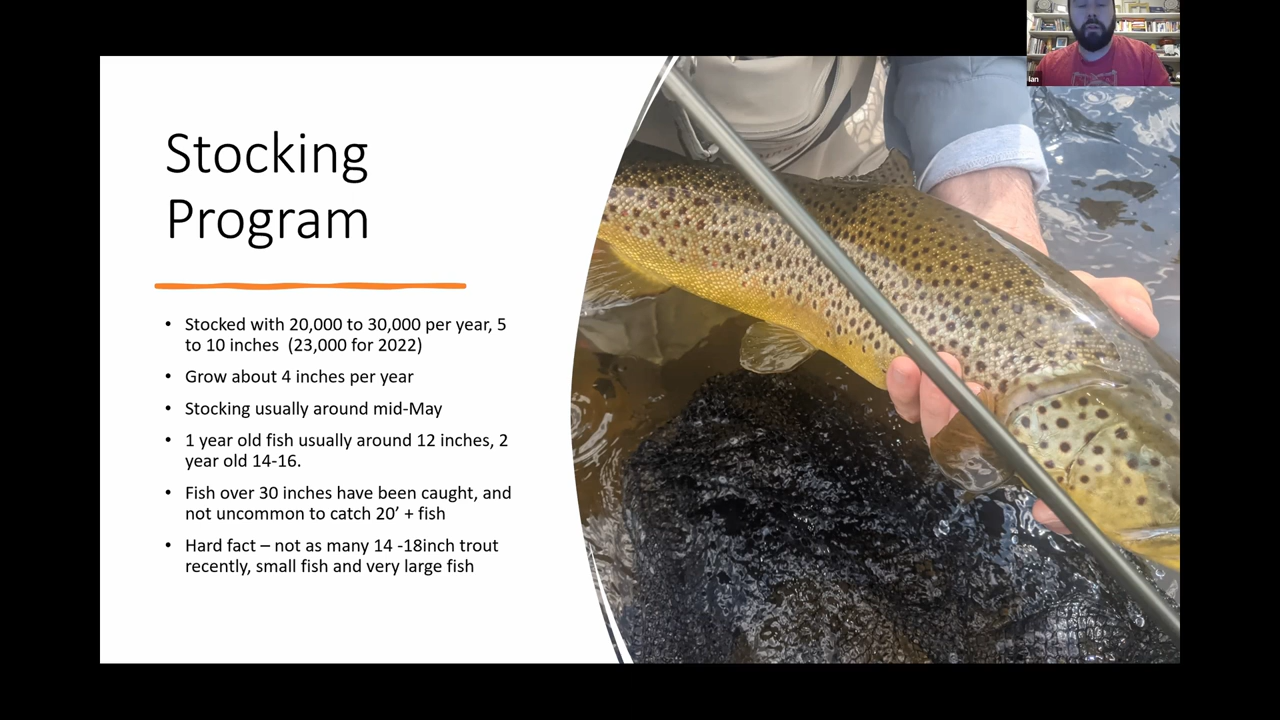 Stocking
Program
• Stocked with 20,000 to 30,000 per year, 5
to 10 inches  (23,000 for 2022)
• Grow about 4 inches per year
• Stocking usually around mid-May
• 1 year old fish usually around 12 inches, 2
year old 14-16.
• Fish over 30 inches have been caught, and
not uncommon to catch 20’ + fish
• Hard fact – not as many 14 -18inch trout
recently, small fish and very large fish